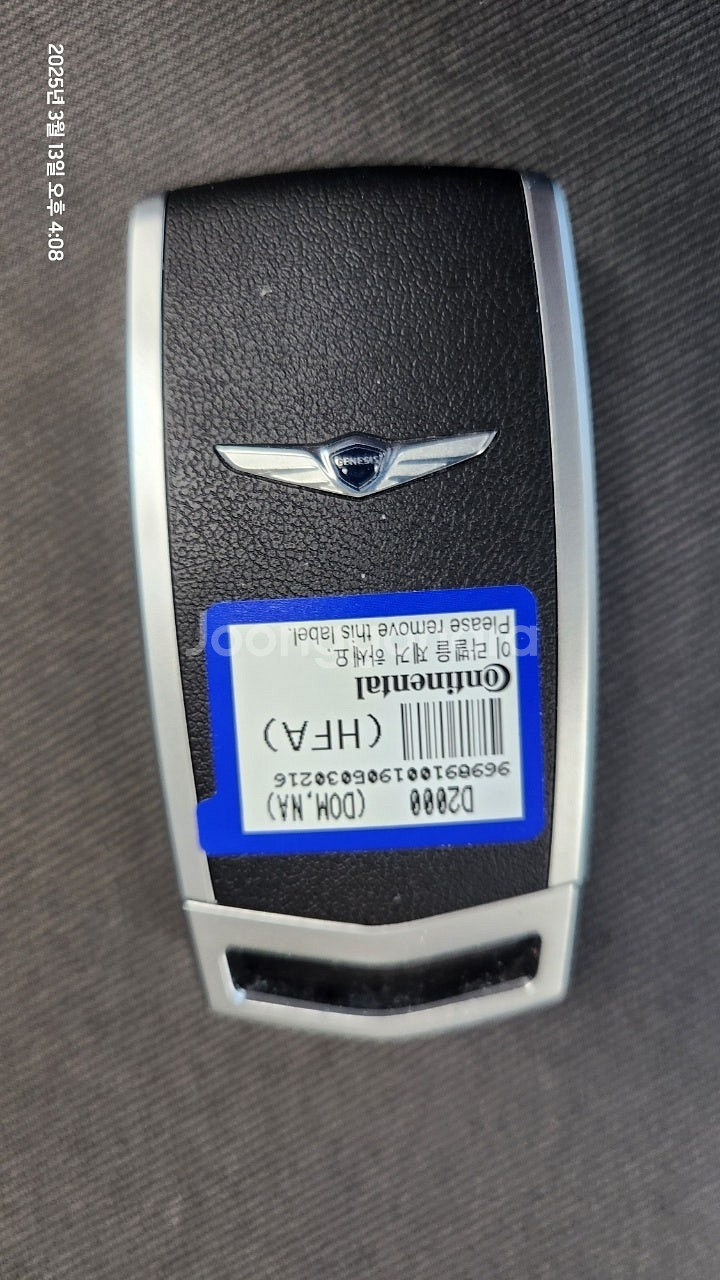 2025년 3월 13일 오후 4:08
GENESIS
D2000 (DOM,NA)
969891001905030216
(HFA)
Continental
이 라벨을 제거 하세요.
Please remove this label.